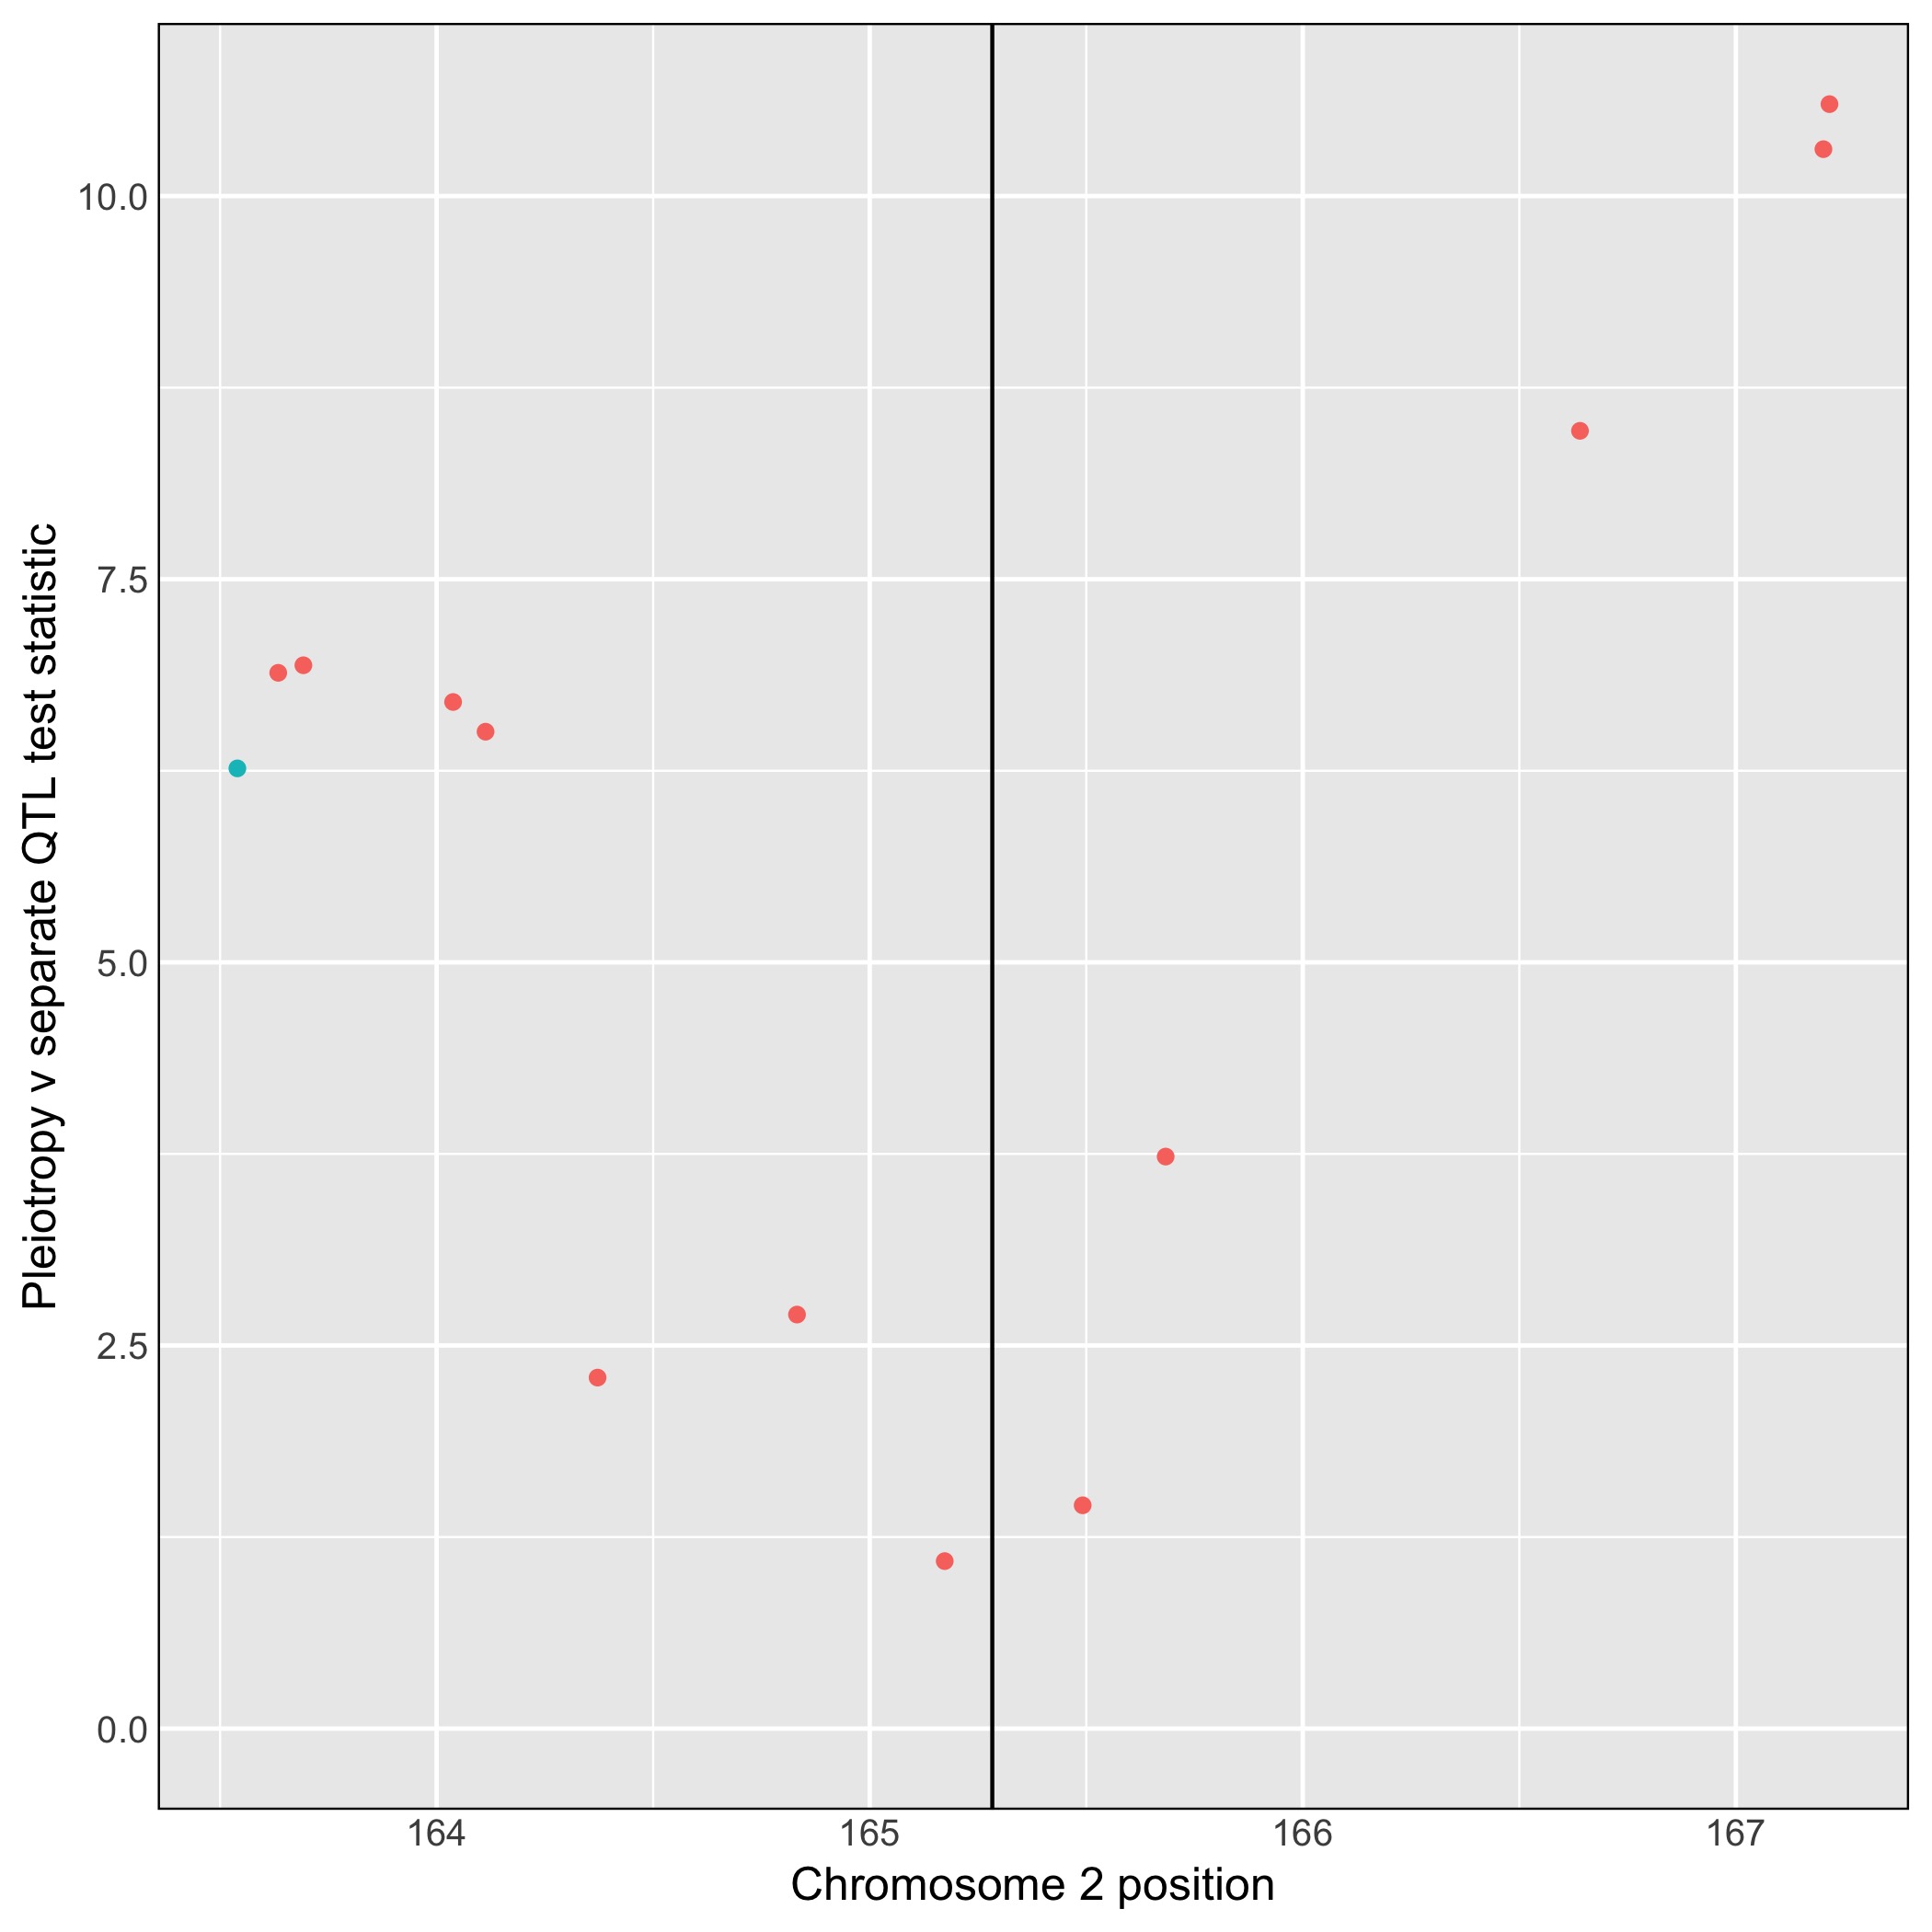 Pleiotropy v separate QTL test statistic
10.0
7.5
5.0
2.5
0.0
164 165 166 167
Chromosome 2 position